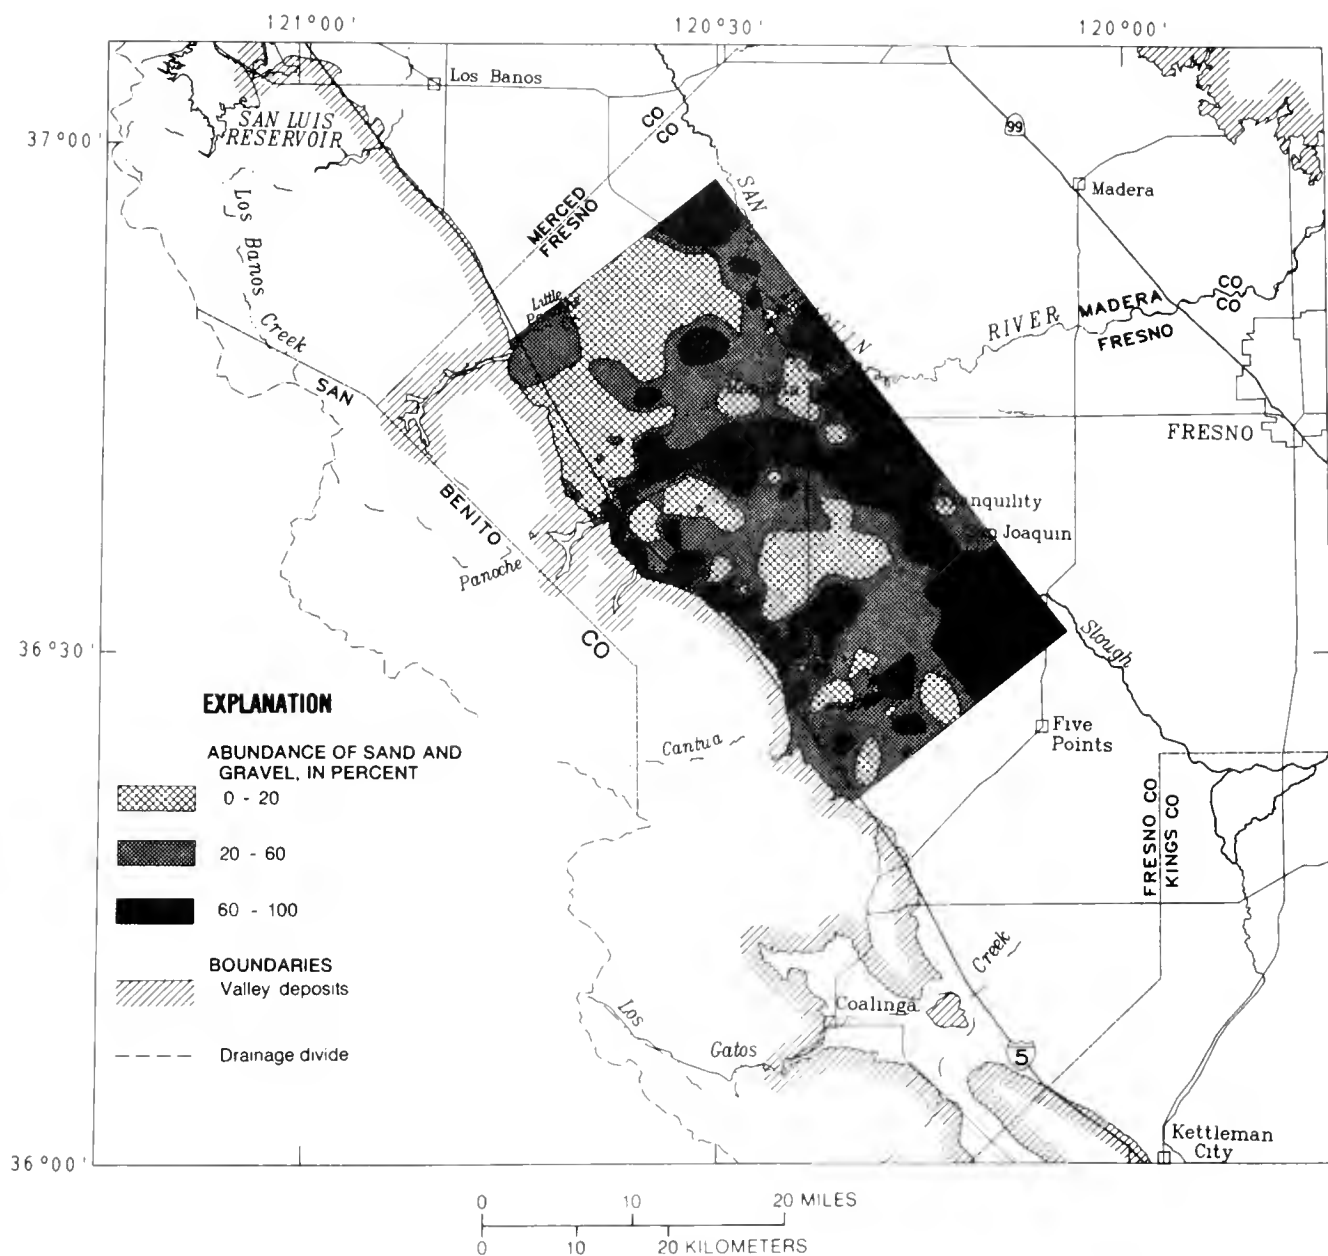 121°00'
120°30'
120°00'
Los Banos
SAN LUIS
RESERVOIR
37°00'
CO
CO
99
Madera
SAN
MERCED
FRESNO
Los Banos
Creek
Little
CO
CO
MADERA
RIVER
FRESNO
SAN
FRESNO
BENITO
nquility
Joaquin
Panoche
CO
Slough
36°30'
EXPLANATION
ABUNDANCE OF SAND AND
GRAVEL, IN PERCENT
0 - 20
20 - 60
60 - 100
BOUNDARIES
Valley deposits
Drainage divide
Cantua
Five
Points
FRESNO CO
KINGS CO
Creek
Coalinga
Los
Gatos
5
Kettleman
City
36°00'
0 10 20 MILES
0 10 20 KILOMETERS